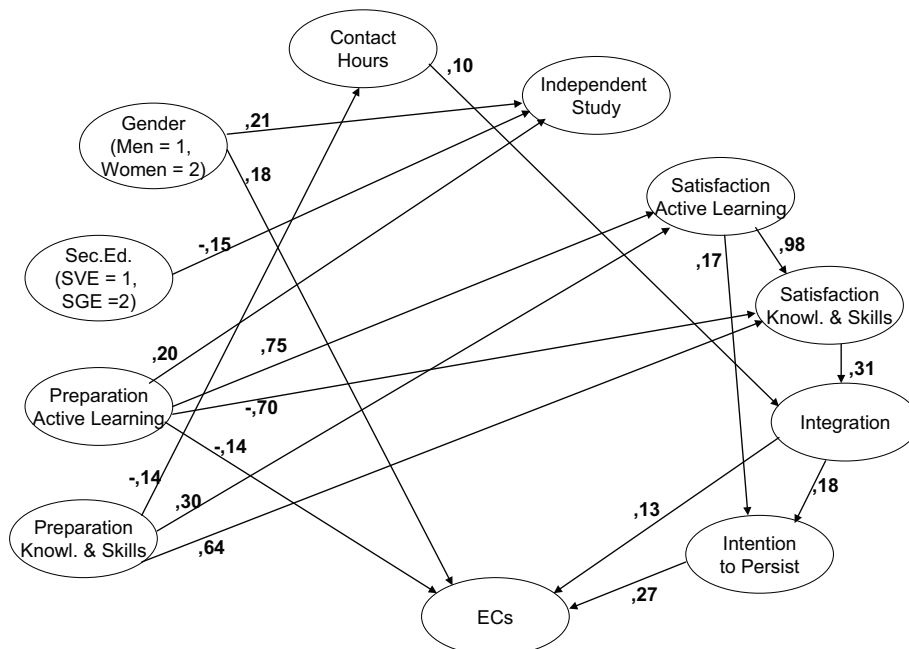 Contact
Hours
,10
Independent
Study
,21
Gender
(Men = 1,
Women = 2)
,18
Satisfaction
Active Learning
-,15
,98
,17
Sec.Ed.
(SVE = 1,
SGE =2)
Satisfaction
Knowl. & Skills
,20
,75
,31
Preparation
Active Learning
-,70
Integration
-,14
-,14
,18
,30
,13
Preparation
Knowl. & Skills
,64
Intention
to Persist
,27
ECs